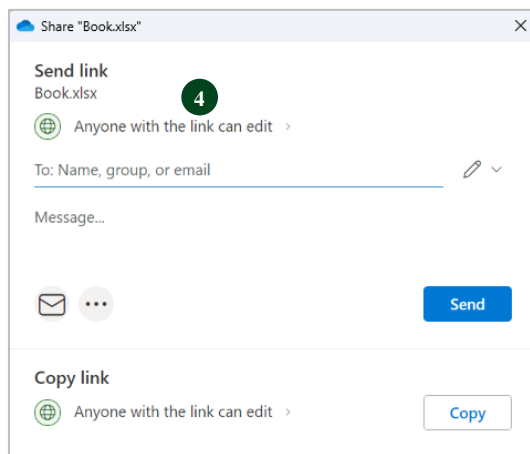 Share "Book.xlsx"
Send link
Book.xlsx
4
Anyone with the link can edit
To: Name, group, or email
Message...
Send
Copy link
Anyone with the link can edit
Copy